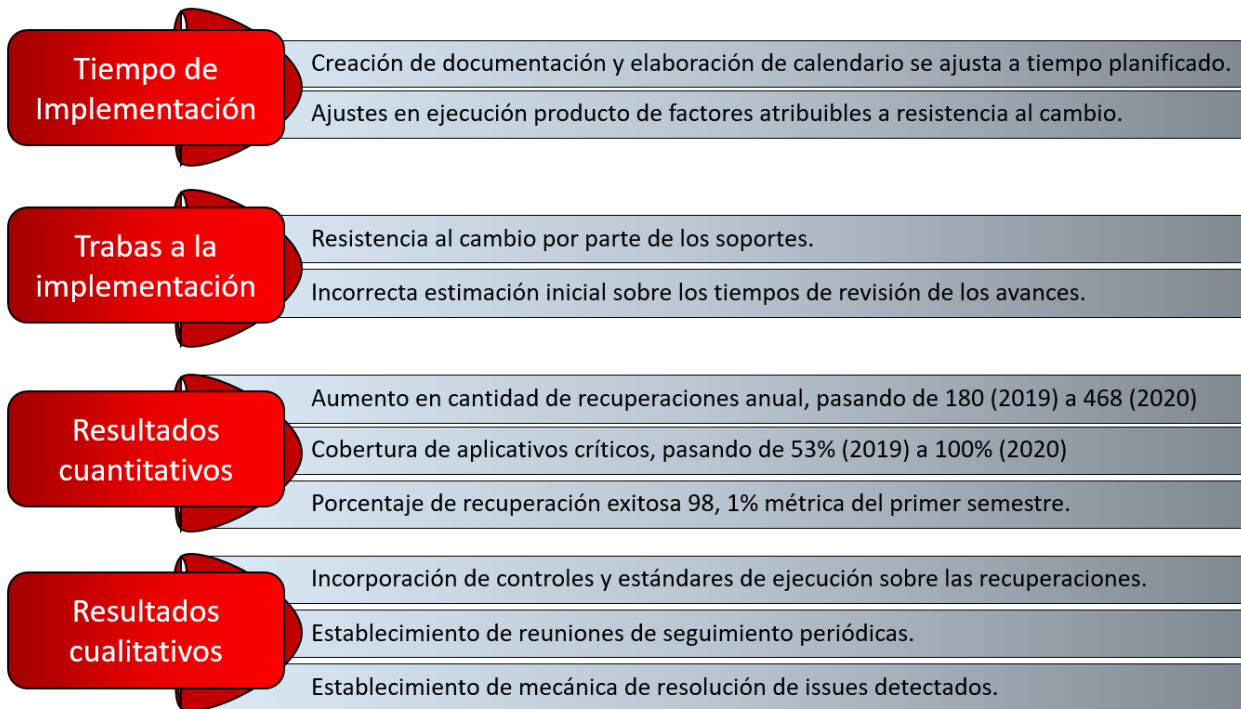 Tiempo de
Implementación
Creación de documentación y elaboración de calendario se ajusta a tiempo planificado.
Ajustes en ejecución producto de factores atribuibles a resistencia al cambio.
Trabas a la
implementación
Resistencia al cambio por parte de los soportes.
Incorrecta estimación inicial sobre los tiempos de revisión de los avances.
Resultados
cuantitativos
Aumento en cantidad de recuperaciones anual, pasando de 180 (2019) a 468 (2020)
Cobertura de aplicativos críticos, pasando de 53% (2019) a 100% (2020)
Porcentaje de recuperación exitosa 98, 1% métrica del primer semestre.
Resultados
cualitativos
Incorporación de controles y estándares de ejecución sobre las recuperaciones.
Establecimiento de reuniones de seguimiento periódicas.
Establecimiento de mecánica de resolución de issues detectados.